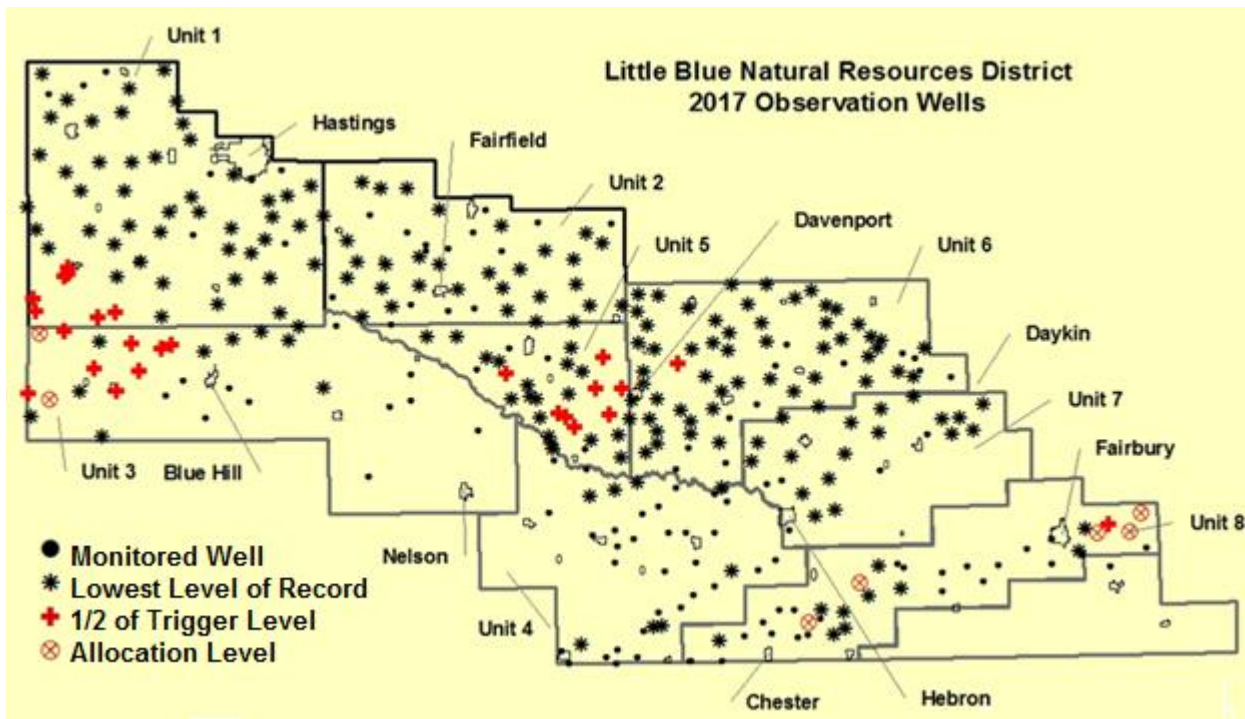 Unit 1
Little Blue Natural Resources District
2017 Observation Wells
Hastings
Fairfield
Unit 2
Davenport
Unit 5
Unit 6
Daykin
Unit 7
Fairbury
Unit 3
Blue Hill
Unit 8
Nelson
Monitored Well
Lowest Level of Record
1/2 of Trigger Level
Unit 4
Allocation Level
Chester
Hebron